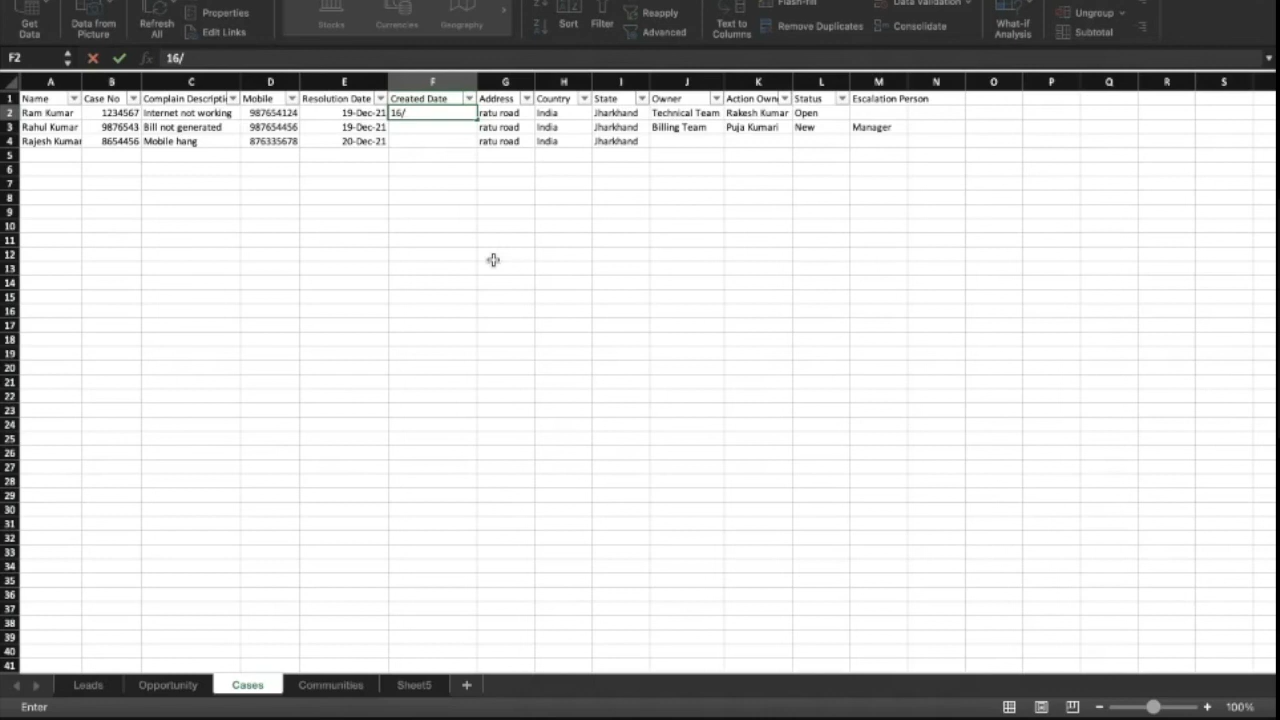 Get Data
Data from Picture
Refresh All
Properties
Edit Links
Stocks
Currencies
Geography
Sort
Filter
Reapply
Advanced
Text to Columns
Flash-fill
Remove Duplicates
Data Validation
Consolidate
What-if Analysis
Ungroup
Subtotal
F2 fx 16/
A B C D E F G H I J K L M N O P Q R S
1 Name Case No Complain Descripti Mobile Resolution Date Created Date Address Country State Owner Action Own Status Escalation Person
2 Ram Kumar 1234567 Internet not working 987654124 19-Dec-21 16/ ratu road India Jharkhand Technical Team Rakesh Kumar Open
3 Rahul Kumar 9876543 Bill not generated 987654456 19-Dec-21 ratu road India Jharkhand Billing Team Puja Kumari New Manager
4 Rajesh Kumar 8654456 Mobile hang 876335678 20-Dec-21 ratu road India Jharkhand
5
6
7
8
9
10
11
12
13
14
15
16
17
18
19
20
21
22
23
24
25
26
27
28
29
30
31
32
33
34
35
36
37
38
39
40
41
Leads Opportunity Cases Communities Sheet5 +
Enter 100%